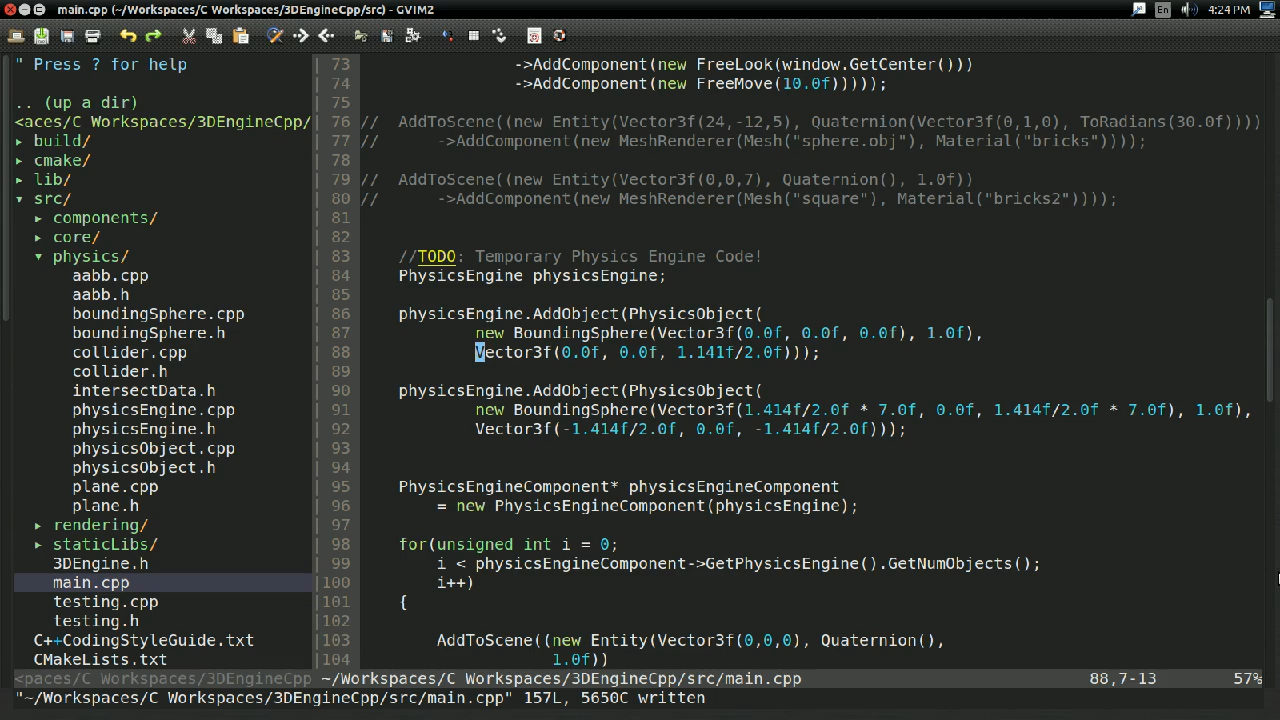 main.cpp (~/Workspaces/C Workspaces/3DEngineCpp/src) - GVIM2
En
4:24 PM
" Press ? for help
.. (up a dir)
<aces/C Workspaces/3DEngineCpp/
▸ build/
▸ cmake/
▸ lib/
▾ src/
▸ components/
▸ core/
▾ physics/
aabb.cpp
aabb.h
boundingSphere.cpp
boundingSphere.h
collider.cpp
collider.h
intersectData.h
physicsEngine.cpp
physicsEngine.h
physicsObject.cpp
physicsObject.h
plane.cpp
plane.h
▸ rendering/
▸ staticLibs/
3DEngine.h
main.cpp
testing.cpp
testing.h
C++CodingStyleGuide.txt
CMakeLists.txt
73 ->AddComponent(new FreeLook(window.GetCenter()))
74 ->AddComponent(new FreeMove(10.0f)))));
75
76 // AddToScene((new Entity(Vector3f(24,-12,5), Quaternion(Vector3f(0,1,0), ToRadians(30.0f))))
77 // ->AddComponent(new MeshRenderer(Mesh("sphere.obj"), Material("bricks"))));
78
79 // AddToScene((new Entity(Vector3f(0,0,7), Quaternion(), 1.0f))
80 // ->AddComponent(new MeshRenderer(Mesh("square"), Material("bricks2"))));
81
82
83 //TODO: Temporary Physics Engine Code!
84 PhysicsEngine physicsEngine;
85
86 physicsEngine.AddObject(PhysicsObject(
87 new BoundingSphere(Vector3f(0.0f, 0.0f, 0.0f), 1.0f),
88 Vector3f(0.0f, 0.0f, 1.141f/2.0f)));
89
90 physicsEngine.AddObject(PhysicsObject(
91 new BoundingSphere(Vector3f(1.414f/2.0f * 7.0f, 0.0f, 1.414f/2.0f * 7.0f), 1.0f),
92 Vector3f(-1.414f/2.0f, 0.0f, -1.414f/2.0f)));
93
94
95 PhysicsEngineComponent* physicsEngineComponent
96 = new PhysicsEngineComponent(physicsEngine);
97
98 for(unsigned int i = 0;
99 i < physicsEngineComponent->GetPhysicsEngine().GetNumObjects();
100 i++)
101 {
102
103 AddToScene((new Entity(Vector3f(0,0,0), Quaternion(),
104 1.0f))
<paces/C Workspaces/3DEngineCpp ~/Workspaces/C Workspaces/3DEngineCpp/src/main.cpp 88,7-13 57%
"~/Workspaces/C Workspaces/3DEngineCpp/src/main.cpp" 157L, 5650C written